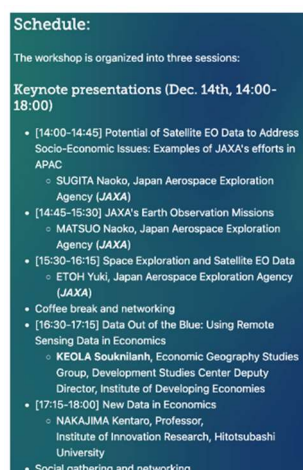 Schedule:
The workshop is organized into three sessions:
Keynote presentations (Dec. 14th, 14:00-
18:00)
• [14:00-14:45] Potential of Satellite EO Data to Address
Socio-Economic Issues: Examples of JAXA's efforts in
APAC
○ SUGITA Naoko, Japan Aerospace Exploration
Agency (JAXA)
• [14:45-15:30] JAXA's Earth Observation Missions
○ MATSUO Naoko, Japan Aerospace Exploration
Agency (JAXA)
• [15:30-16:15] Space Exploration and Satellite EO Data
○ ETOH Yuki, Japan Aerospace Exploration Agency
(JAXA)
• Coffee break and networking
• [16:30-17:15] Data Out of the Blue: Using Remote
Sensing Data in Economics
○ KEOLA Souknilanh, Economic Geography Studies
Group, Development Studies Center Deputy
Director, Institute of Developing Economies
• [17:15-18:00] New Data in Economics
○ NAKAJIMA Kentaro, Professor,
Institute of Innovation Research, Hitotsubashi
University
• Social gathering and networking